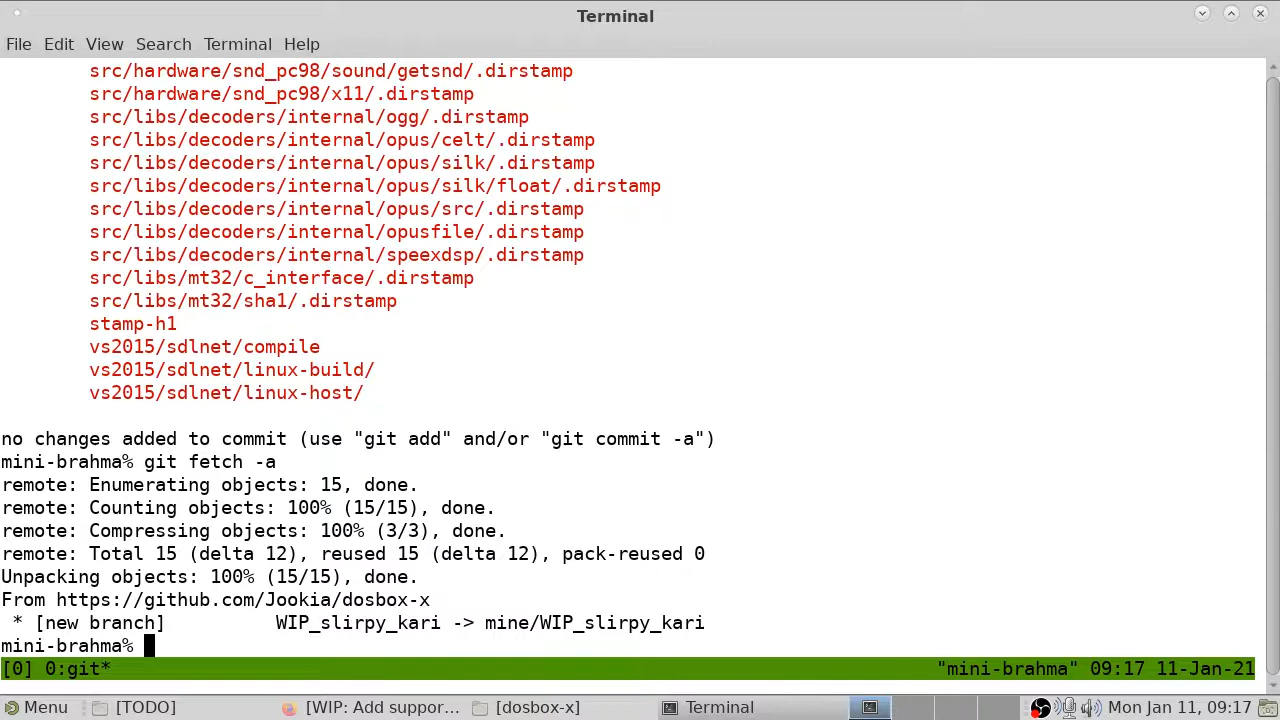 Terminal
File Edit View Search Terminal Help
src/hardware/snd_pc98/sound/getsnd/.dirstamp
src/hardware/snd_pc98/x11/.dirstamp
src/libs/decoders/internal/ogg/.dirstamp
src/libs/decoders/internal/opus/celt/.dirstamp
src/libs/decoders/internal/opus/silk/.dirstamp
src/libs/decoders/internal/opus/silk/float/.dirstamp
src/libs/decoders/internal/opus/src/.dirstamp
src/libs/decoders/internal/opusfile/.dirstamp
src/libs/decoders/internal/speexdsp/.dirstamp
src/libs/mt32/c_interface/.dirstamp
src/libs/mt32/sha1/.dirstamp
stamp-h1
vs2015/sdlnet/compile
vs2015/sdlnet/linux-build/
vs2015/sdlnet/linux-host/
no changes added to commit (use "git add" and/or "git commit -a")
mini-brahma% git fetch -a
remote: Enumerating objects: 15, done.
remote: Counting objects: 100% (15/15), done.
remote: Compressing objects: 100% (3/3), done.
remote: Total 15 (delta 12), reused 15 (delta 12), pack-reused 0
Unpacking objects: 100% (15/15), done.
From https://github.com/Jookia/dosbox-x
 * [new branch]          WIP_slirpy_kari -> mine/WIP_slirpy_kari
mini-brahma%
[0] 0:git* "mini-brahma" 09:17 11-Jan-21
Menu [TODO] [WIP: Add suppor... [dosbox-x] Terminal Mon Jan 11, 09:17